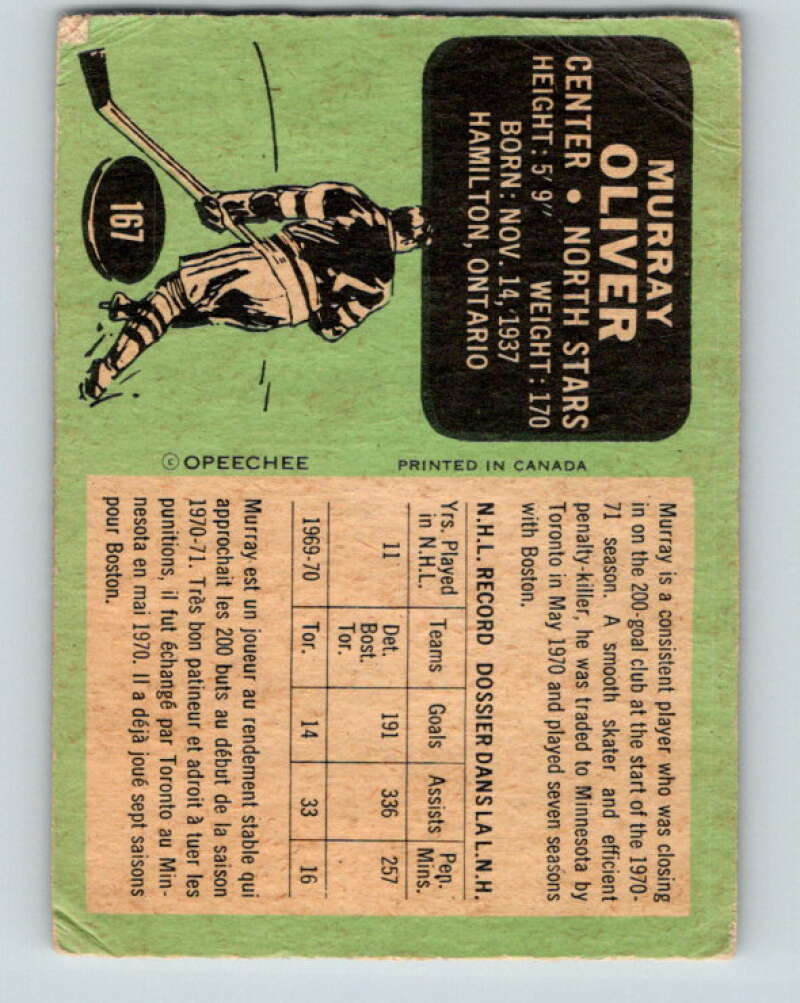 MURRAY
OLIVER
CENTER • NORTH STARS
HEIGHT: 5'9" WEIGHT: 170
BORN: NOV. 14, 1937
HAMILTON, ONTARIO
167
© OPEECHEE
PRINTED IN CANADA
Murray is a consistent player who was closing
in on the 200-goal club at the start of the 1970-
71 season. A smooth skater and efficient
penalty-killer, he was traded to Minnesota by
Toronto in May 1970 and played seven seasons
with Boston.
N.H.L. RECORD DOSSIER DANS LA L.N.H.
Yrs. Played Teams Goals Assists Pen.
in N.H.L. Mins.
11 Det. 191 336 257
Bost.
Tor.
1969-70 Tor. 14 33 16
Murray est un joueur au rendement stable qui
approchait les 200 buts au début de la saison
1970-71. Très bon patineur et adroit à tuer les
punitions, il fut échangé par Toronto au Min-
nesota en mai 1970. Il a déjà joué sept saisons
pour Boston.